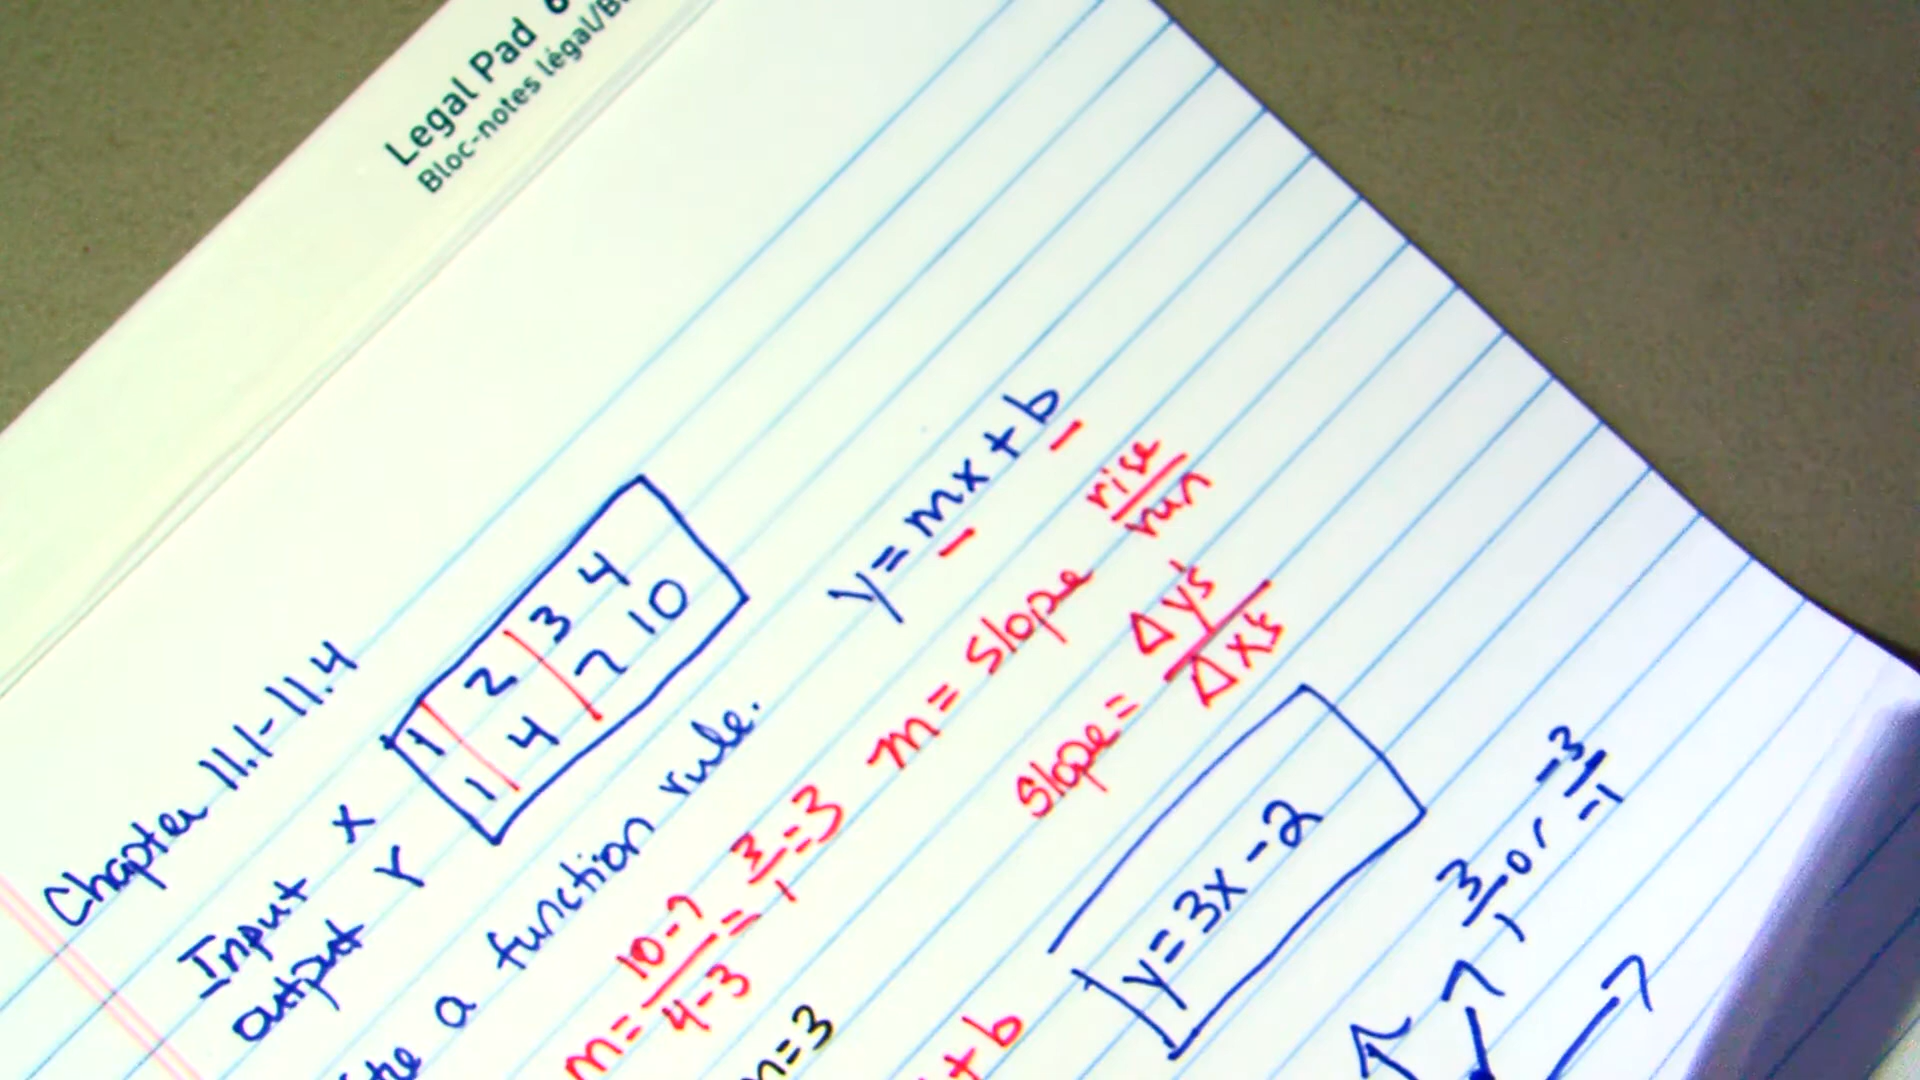 Legal Pad
Bloc-notes légal/
Chapter 11.1-11.4
Input X 1 2 3 4
output Y 1 4 7 10
a function rule.
y = mx + b
m = 10-7/4-3 = 3/1 = 3
m = slope rise/run
slope = Δy's/Δx's
=3
+ b
y = 3x - 2
3/1 or -3/-1